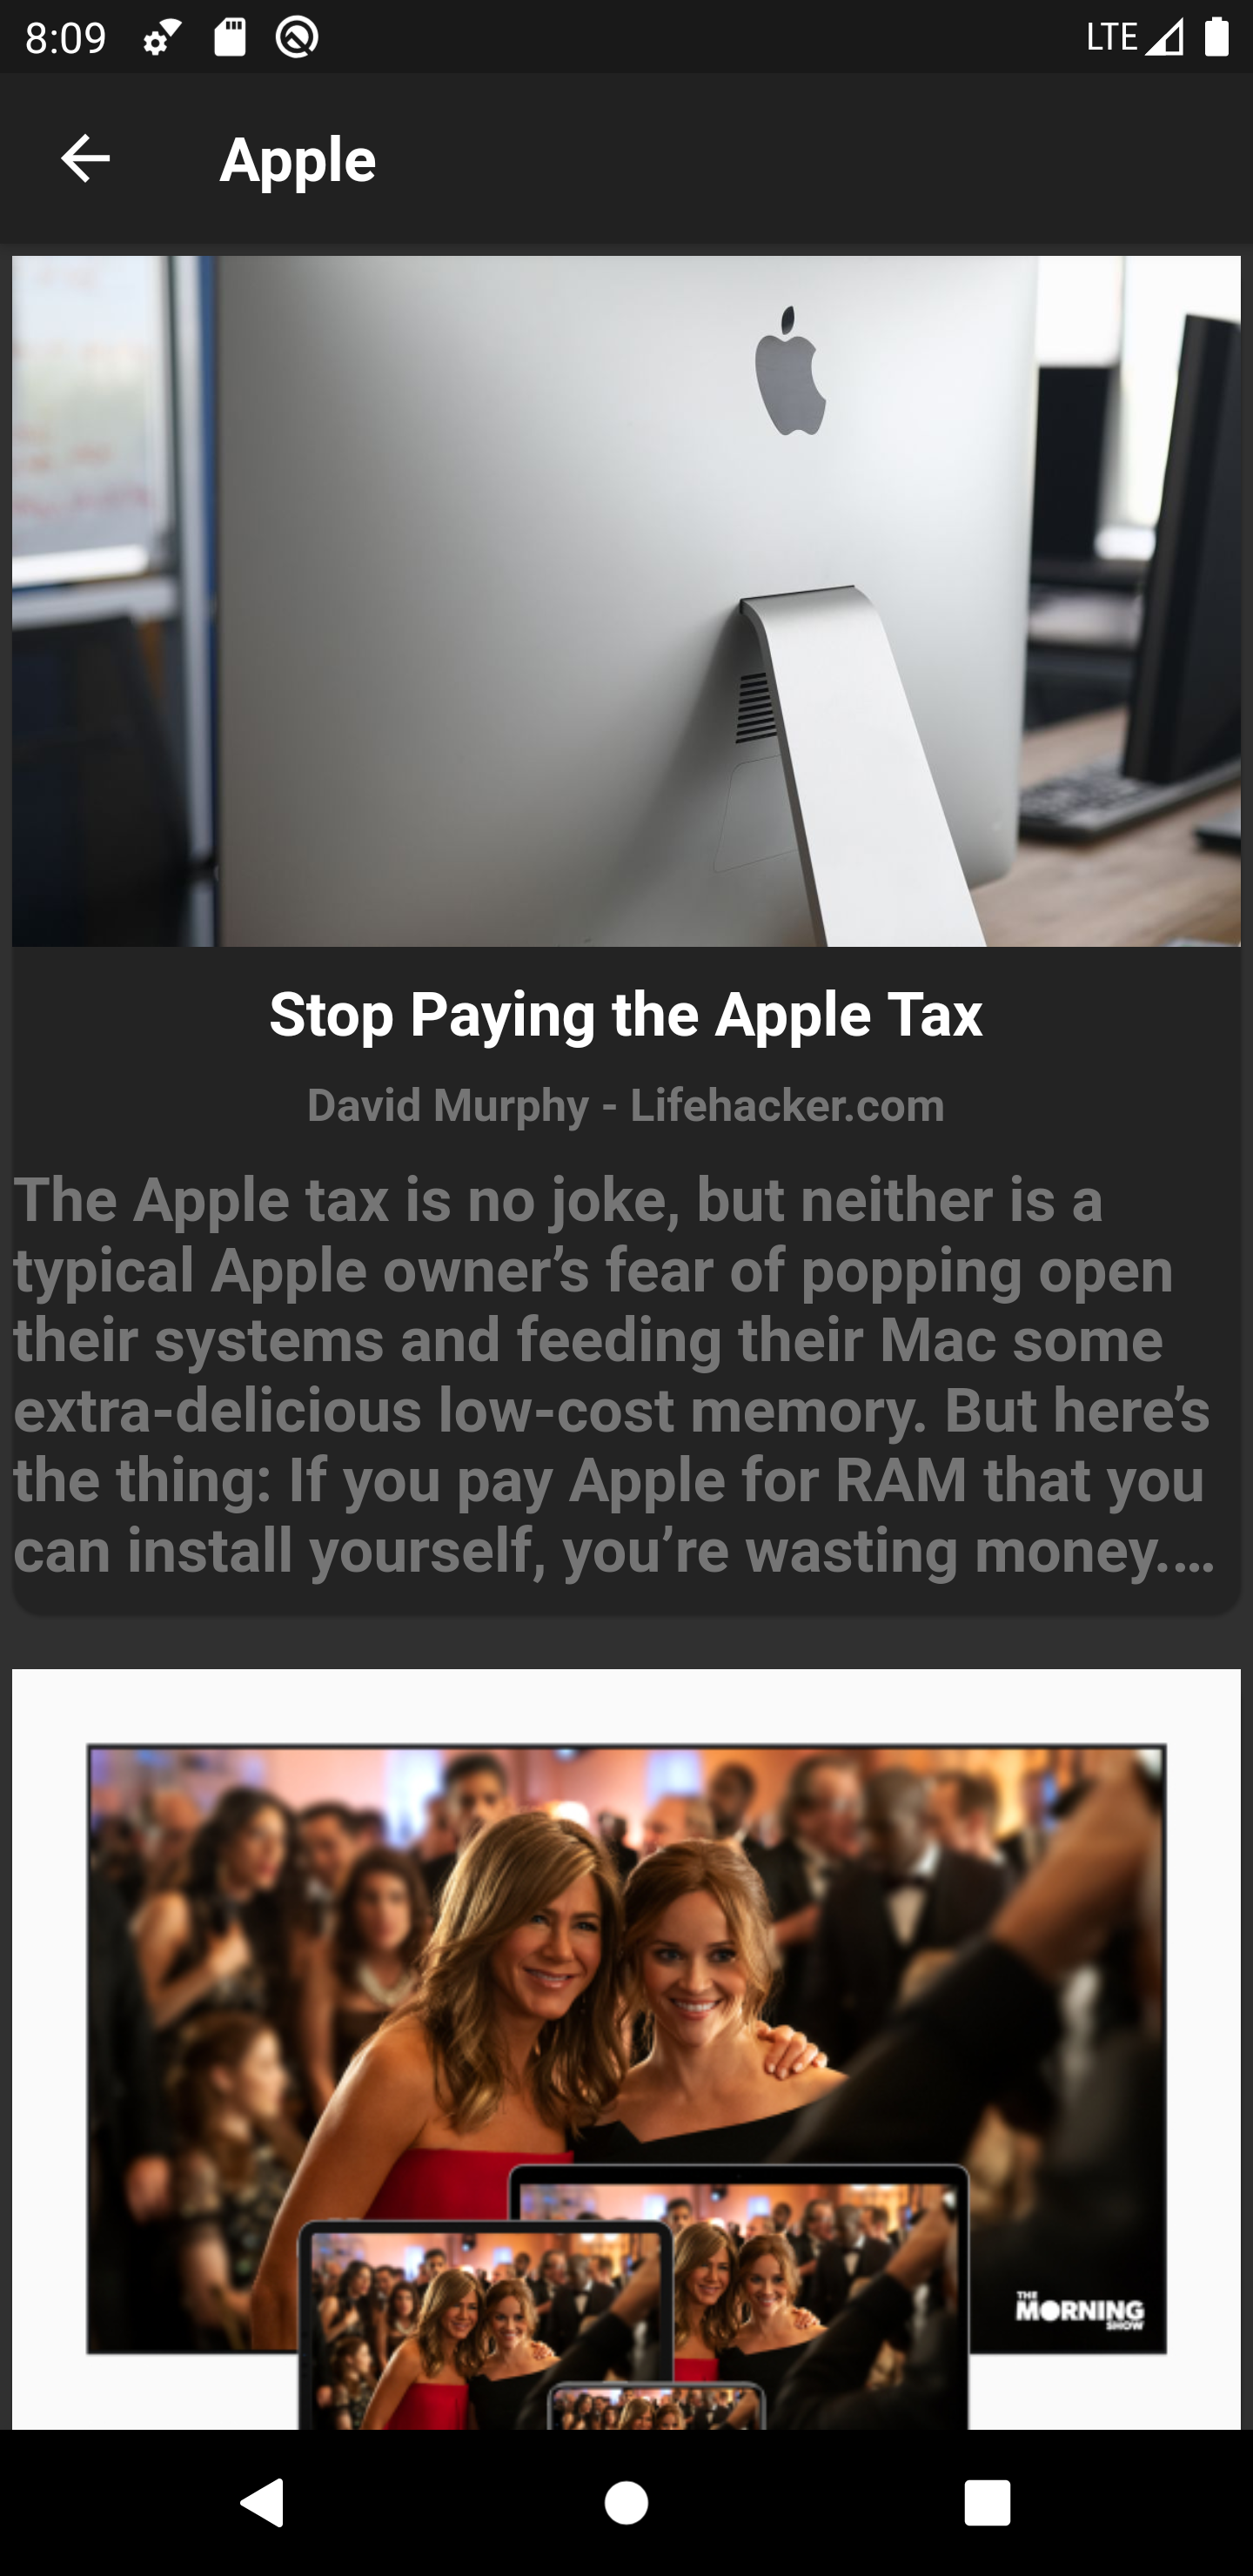 8:09
LTE
Apple
Stop Paying the Apple Tax
David Murphy - Lifehacker.com
The Apple tax is no joke, but neither is a
typical Apple owner’s fear of popping open
their systems and feeding their Mac some
extra-delicious low-cost memory. But here’s
the thing: If you pay Apple for RAM that you
can install yourself, you’re wasting money.…
THE
MORNING
SHOW